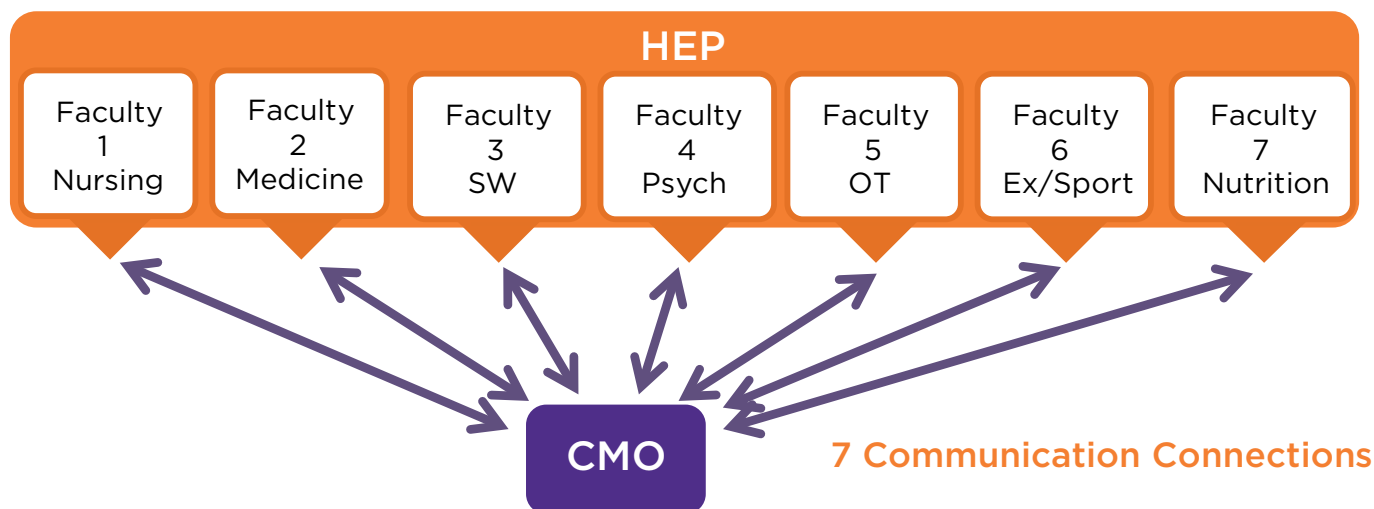 HEP
Faculty
1
Nursing
Faculty
2
Medicine
Faculty
3
SW
Faculty
4
Psych
Faculty
5
OT
Faculty
6
Ex/Sport
Faculty
7
Nutrition
CMO
7 Communication Connections